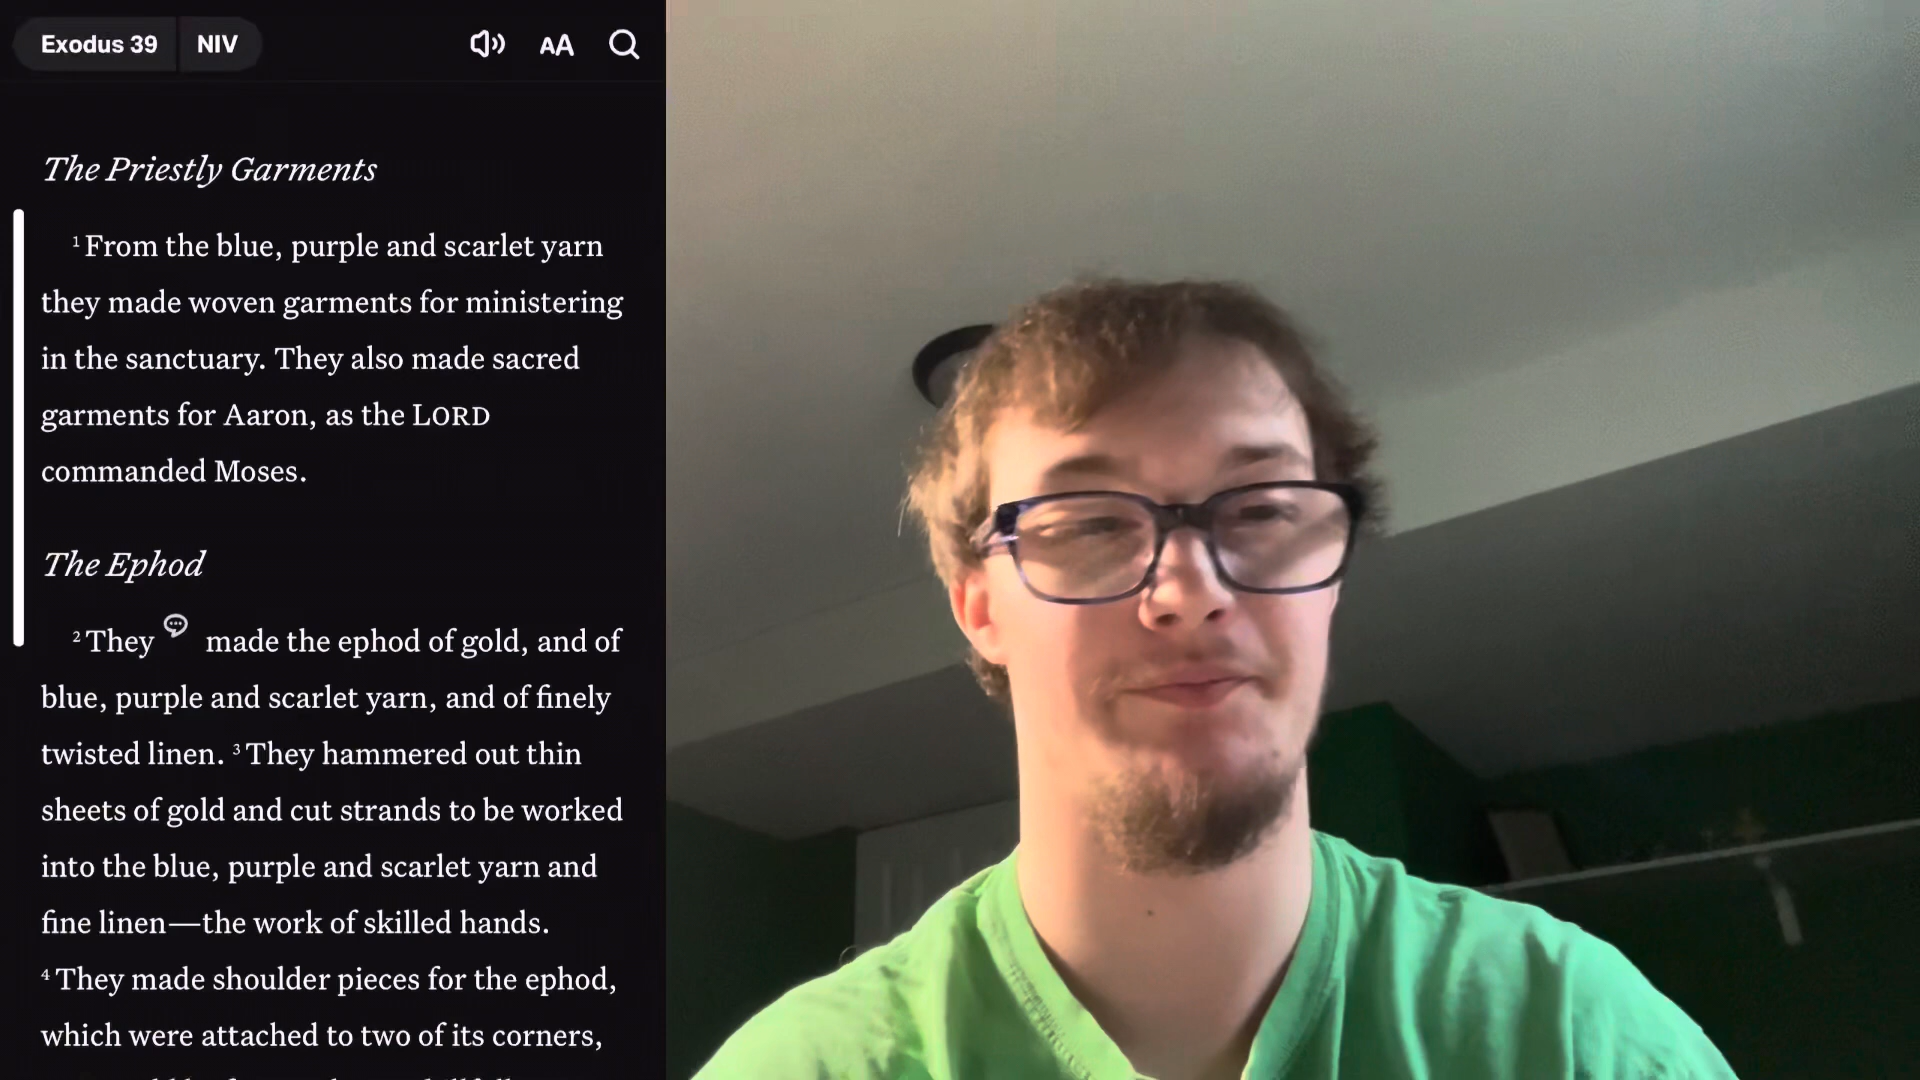 Exodus 39 NIV
AA
The Priestly Garments
1 From the blue, purple and scarlet yarn
they made woven garments for ministering
in the sanctuary. They also made sacred
garments for Aaron, as the LORD
commanded Moses.
The Ephod
2 They made the ephod of gold, and of
blue, purple and scarlet yarn, and of finely
twisted linen. 3 They hammered out thin
sheets of gold and cut strands to be worked
into the blue, purple and scarlet yarn and
fine linen—the work of skilled hands.
4 They made shoulder pieces for the ephod,
which were attached to two of its corners,